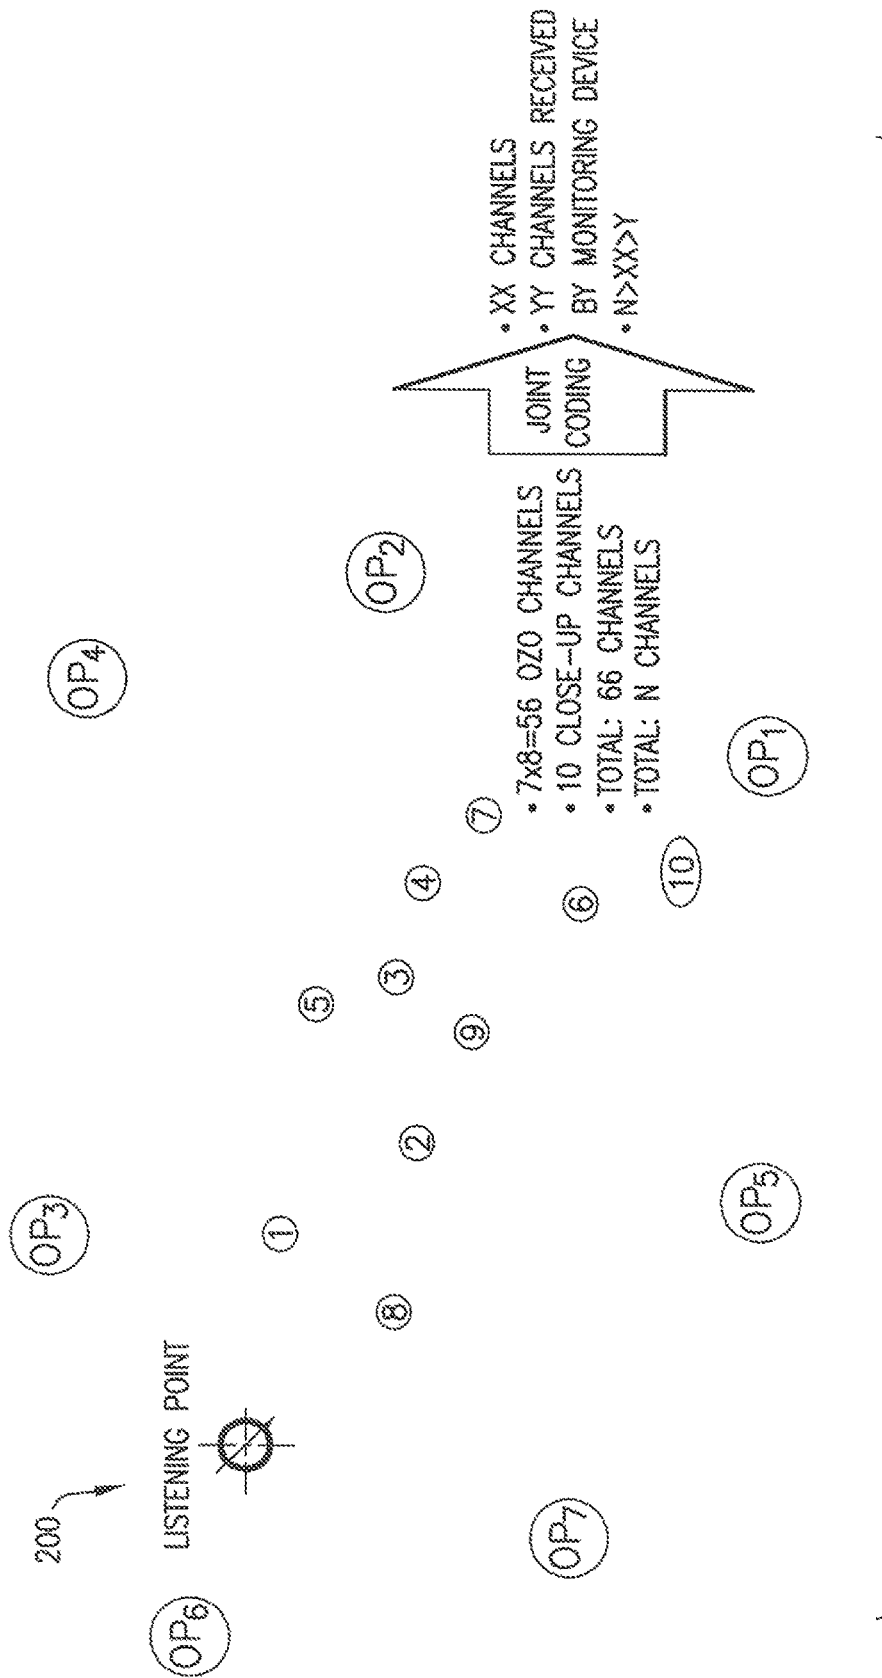 200
LISTENING POINT
OP6
OP3
OP4
OP2
OP7
OP5
OP1
1
8
2
5
3
9
4
7
6
10
• 7x8=56 OZO CHANNELS
• 10 CLOSE-UP CHANNELS
• TOTAL: 66 CHANNELS
• TOTAL: N CHANNELS
JOINT
CODING
• XX CHANNELS
• YY CHANNELS RECEIVED
BY MONITORING DEVICE
• N>XX>Y